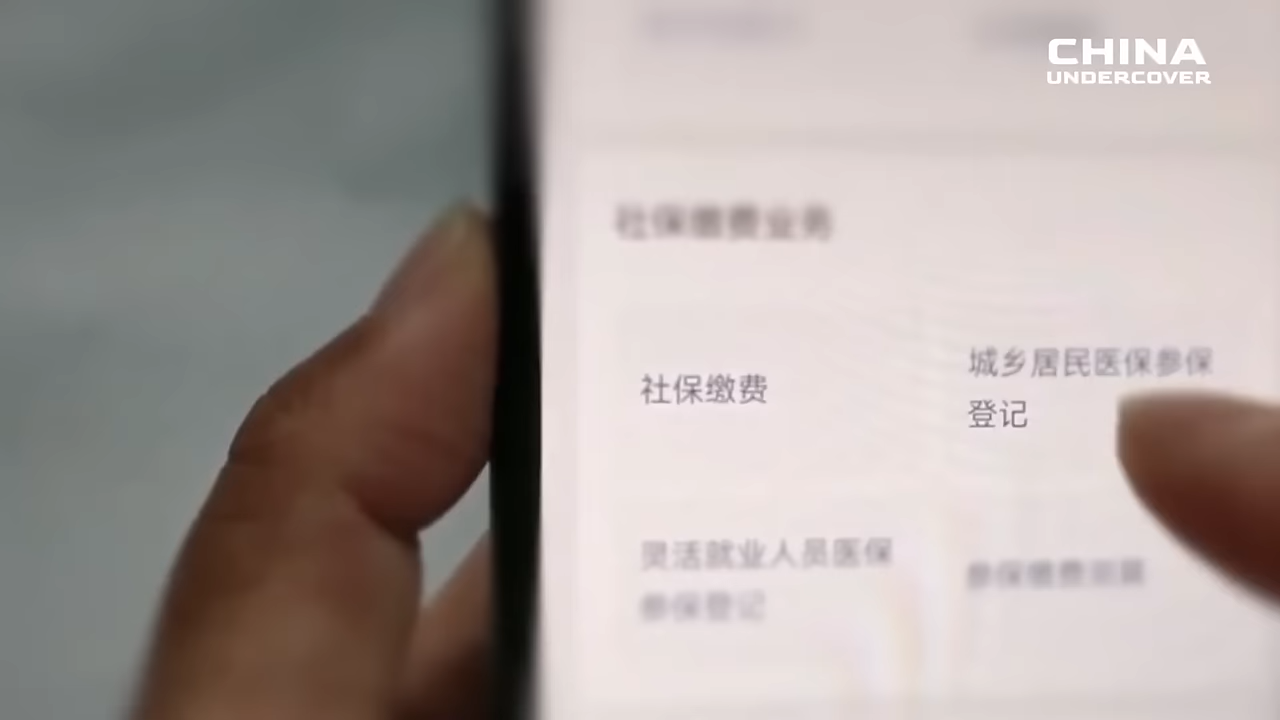 CHINA
UNDERCOVER
社保缴费业务
社保缴费
城乡居民医保参保
登记
灵活就业人员医保
参保登记